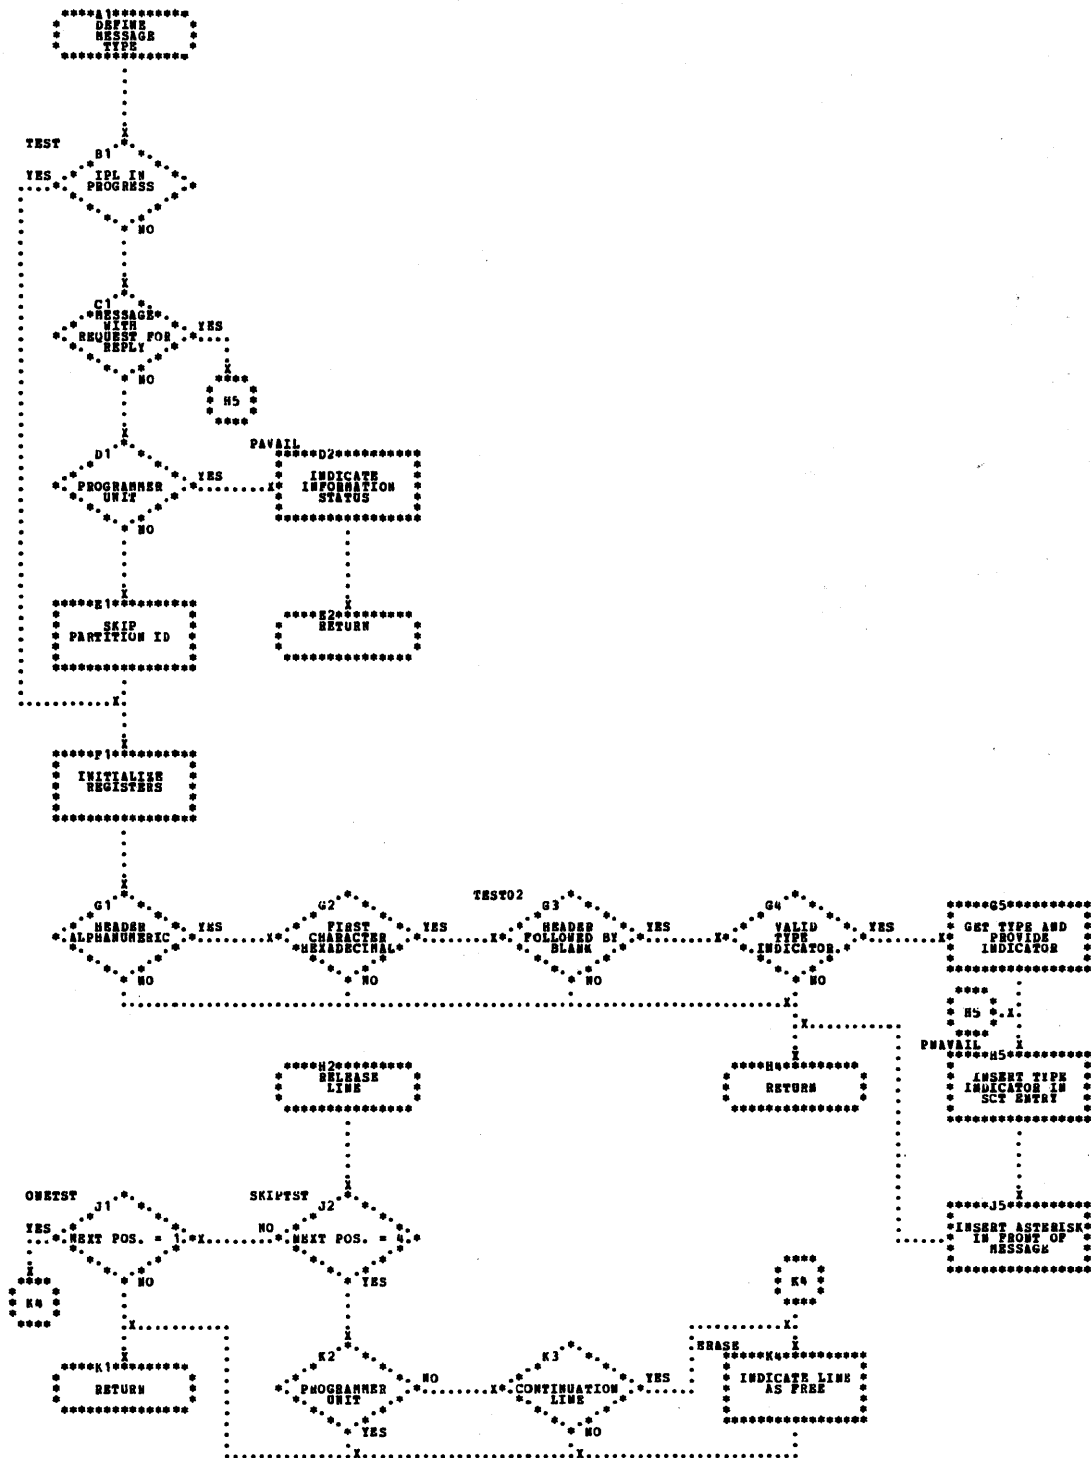 A1
DEFINE
MESSAGE
TYPE
TEST
B1
YES
IPL IN
PROGRESS
NO
C1
MESSAGE
WITH
REQUEST FOR
REPLY
YES
NO
H5
PAVAIL
D1
PROGRAMMER
UNIT
YES
NO
D2
INDICATE
INFORMATION
STATUS
E1
SKIP
PARTITION ID
E2
RETURN
F1
INITIALIZE
REGISTERS
G1
HEADER
ALPHANUMERIC
YES
NO
G2
FIRST
CHARACTER
HEXADECIMAL
YES
NO
TEST02
G3
HEADER
FOLLOWED BY
BLANK
YES
NO
G4
VALID
TYPE
INDICATOR
YES
NO
G5
GET TYPE AND
PROVIDE
INDICATOR
H5
PNAVAIL
H2
RELEASE
LINE
H4
RETURN
H5
INSERT TYPE
INDICATOR IN
SCT ENTRY
ONETST
J1
YES
NEXT POS. = 1
NO
SKIPTST
J2
NO
NEXT POS. = 4
YES
J5
INSERT ASTERISK
IN FRONT OF
MESSAGE
K4
K4
K1
RETURN
K2
PROGRAMMER
UNIT
NO
YES
K3
CONTINUATION
LINE
YES
NO
ERASE
K4
INDICATE LINE
AS FREE